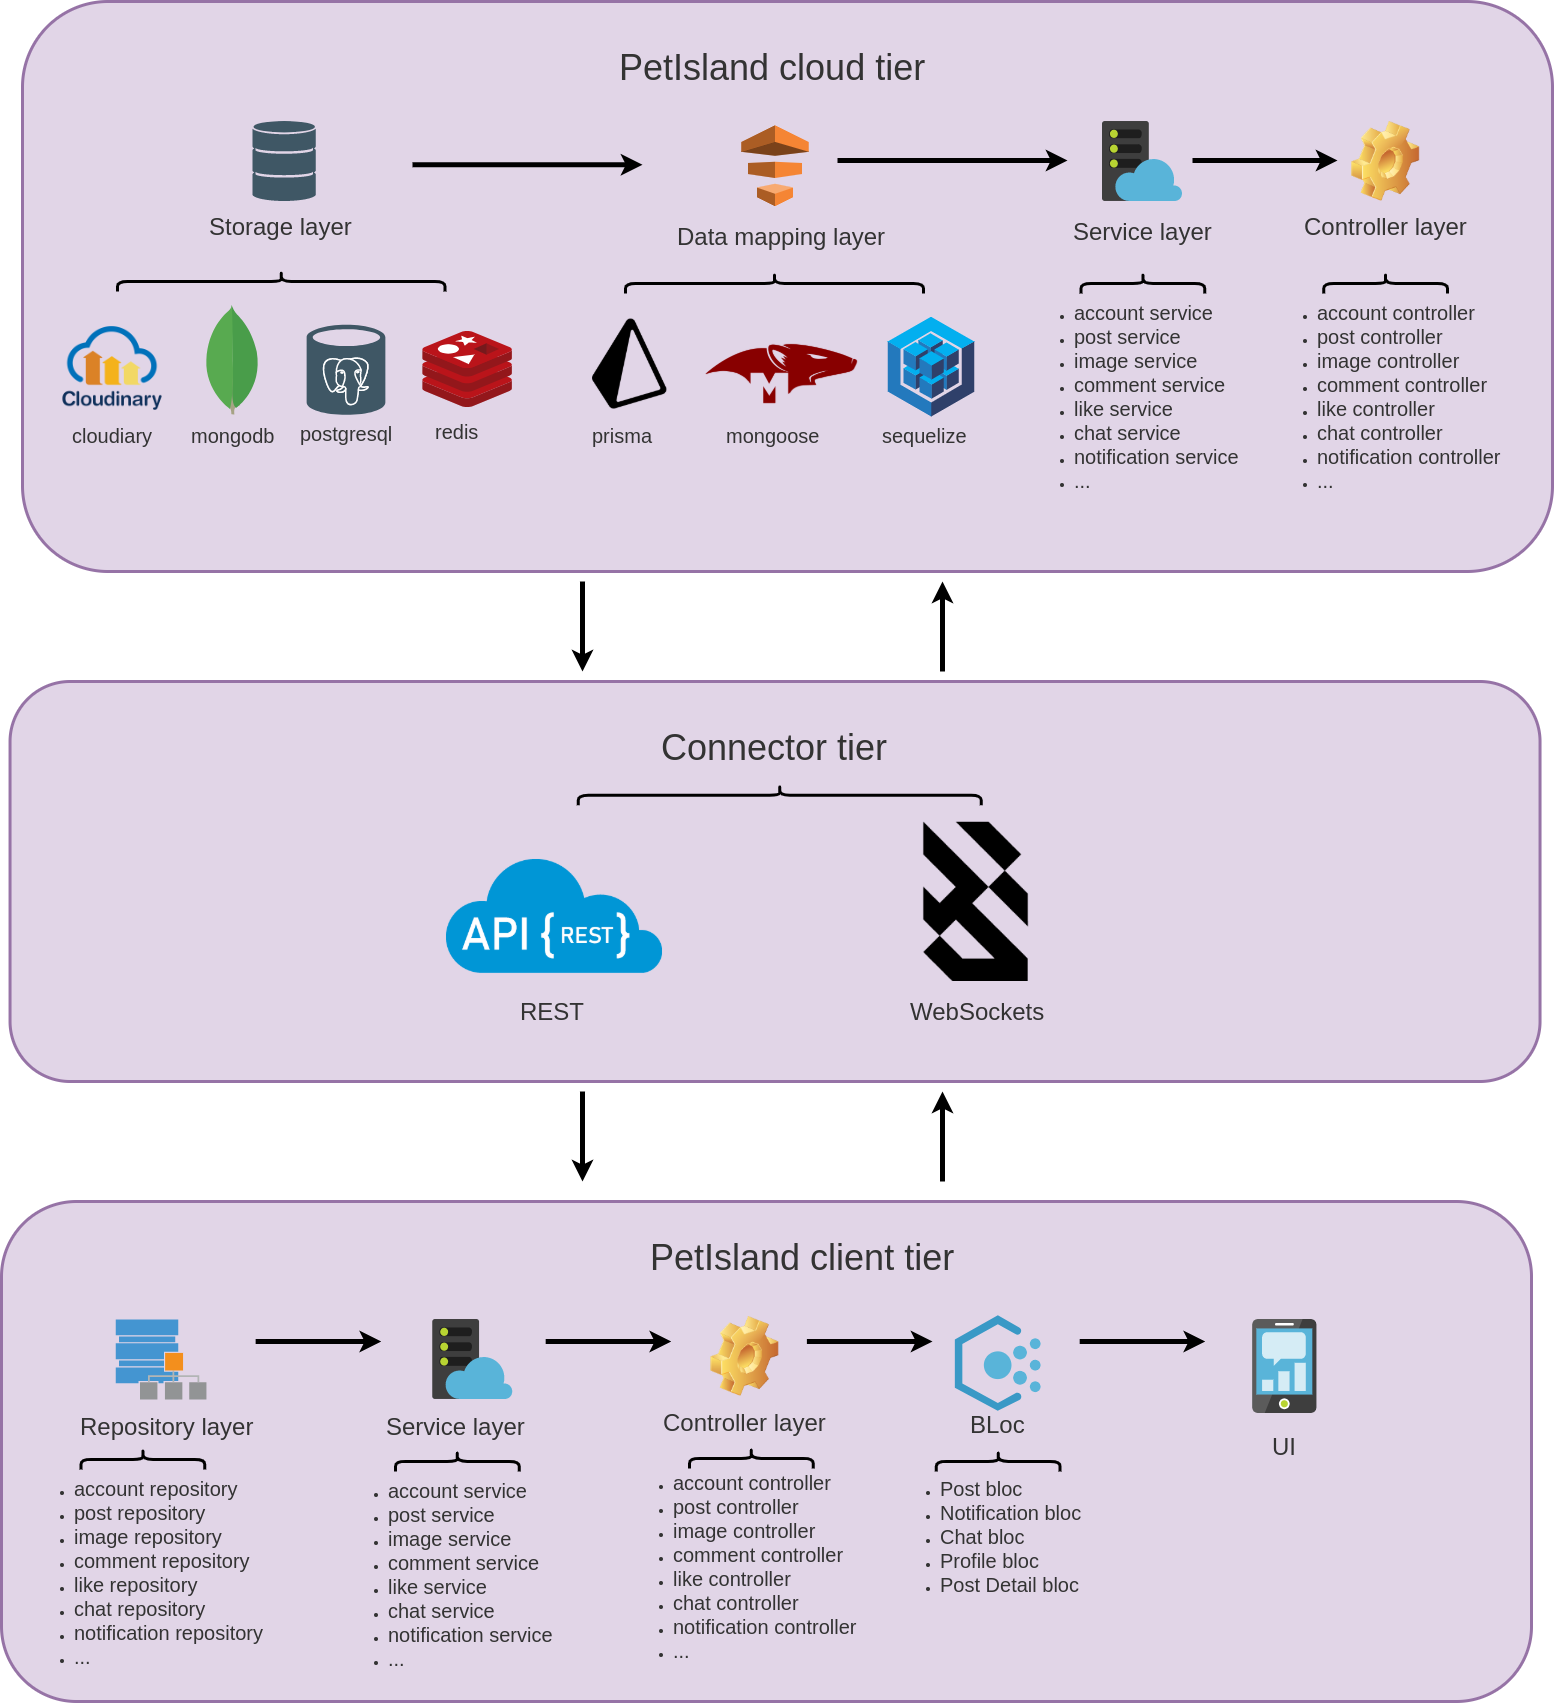 PetIsland cloud tier
Storage layer
Data mapping layer
Service layer
Controller layer
Cloudinary
cloudiary
mongodb
postgresql
redis
prisma
mongoose
sequelize
account service
post service
image service
comment service
like service
chat service
notification service
...
account controller
post controller
image controller
comment controller
like controller
chat controller
notification controller
...
Connector tier
API { REST }
REST
WebSockets
PetIsland client tier
Repository layer
Service layer
Controller layer
BLoc
UI
account repository
post repository
image repository
comment repository
like repository
chat repository
notification repository
...
account service
post service
image service
comment service
like service
chat service
notification service
...
account controller
post controller
image controller
comment controller
like controller
chat controller
notification controller
...
Post bloc
Notification bloc
Chat bloc
Profile bloc
Post Detail bloc